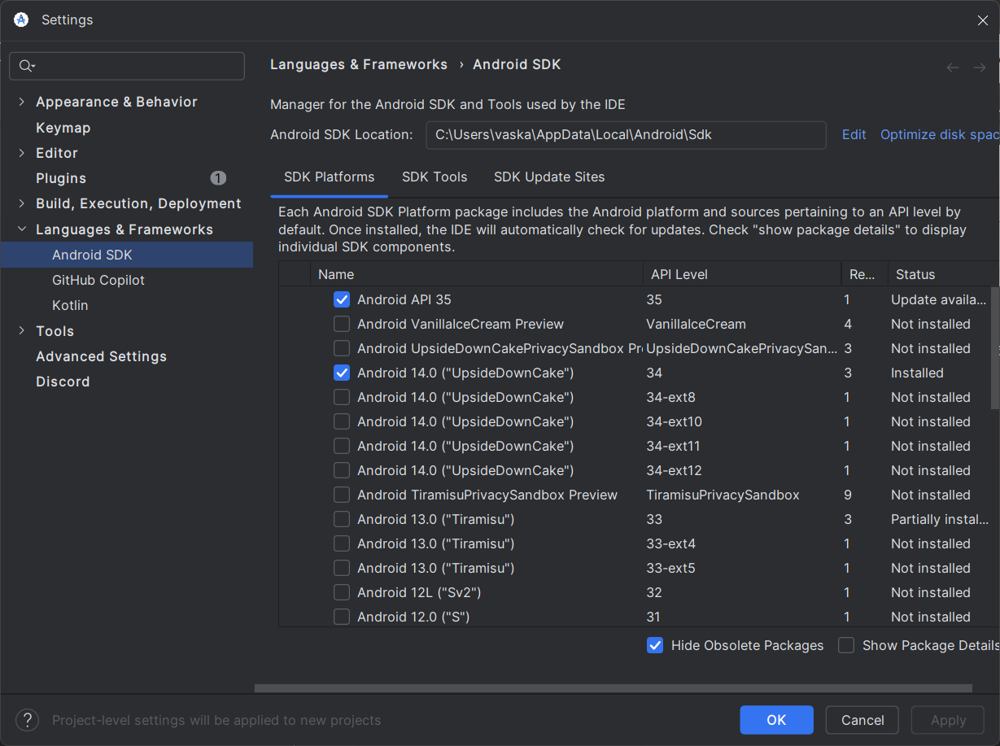 Settings
Languages & Frameworks › Android SDK
Appearance & Behavior
Keymap
Editor
Plugins 1
Build, Execution, Deployment
Languages & Frameworks
Android SDK
GitHub Copilot
Kotlin
Tools
Advanced Settings
Discord
Manager for the Android SDK and Tools used by the IDE
Android SDK Location: C:\Users\vaska\AppData\Local\Android\Sdk Edit Optimize disk spac
SDK Platforms SDK Tools SDK Update Sites
Each Android SDK Platform package includes the Android platform and sources pertaining to an API level by
default. Once installed, the IDE will automatically check for updates. Check "show package details" to display
individual SDK components.
Name API Level Re... Status
Android API 35 35 1 Update availa...
Android VanillaIceCream Preview VanillaIceCream 4 Not installed
Android UpsideDownCakePrivacySandbox Pr UpsideDownCakePrivacySan... 3 Not installed
Android 14.0 ("UpsideDownCake") 34 3 Installed
Android 14.0 ("UpsideDownCake") 34-ext8 1 Not installed
Android 14.0 ("UpsideDownCake") 34-ext10 1 Not installed
Android 14.0 ("UpsideDownCake") 34-ext11 1 Not installed
Android 14.0 ("UpsideDownCake") 34-ext12 1 Not installed
Android TiramisuPrivacySandbox Preview TiramisuPrivacySandbox 9 Not installed
Android 13.0 ("Tiramisu") 33 3 Partially instal...
Android 13.0 ("Tiramisu") 33-ext4 1 Not installed
Android 13.0 ("Tiramisu") 33-ext5 1 Not installed
Android 12L ("Sv2") 32 1 Not installed
Android 12.0 ("S") 31 1 Not installed
Hide Obsolete Packages Show Package Details
? Project-level settings will be applied to new projects OK Cancel Apply